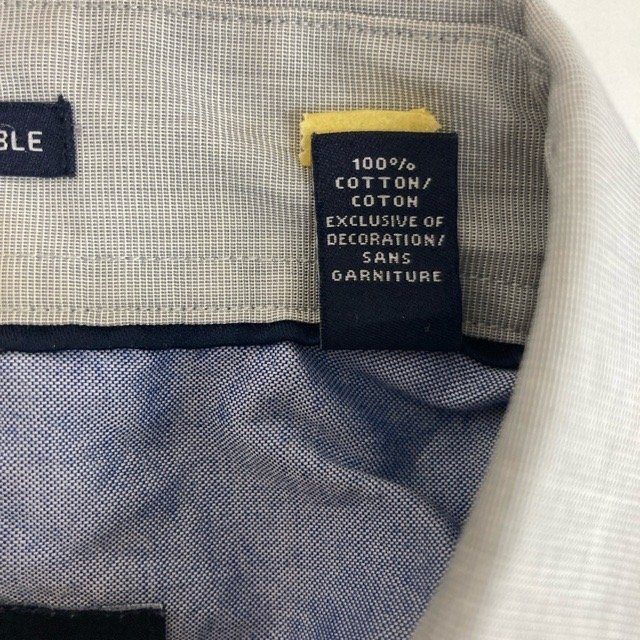 BLE
100%
COTTON/
COTON
EXCLUSIVE OF
DECORATION/
SANS
GARNITURE